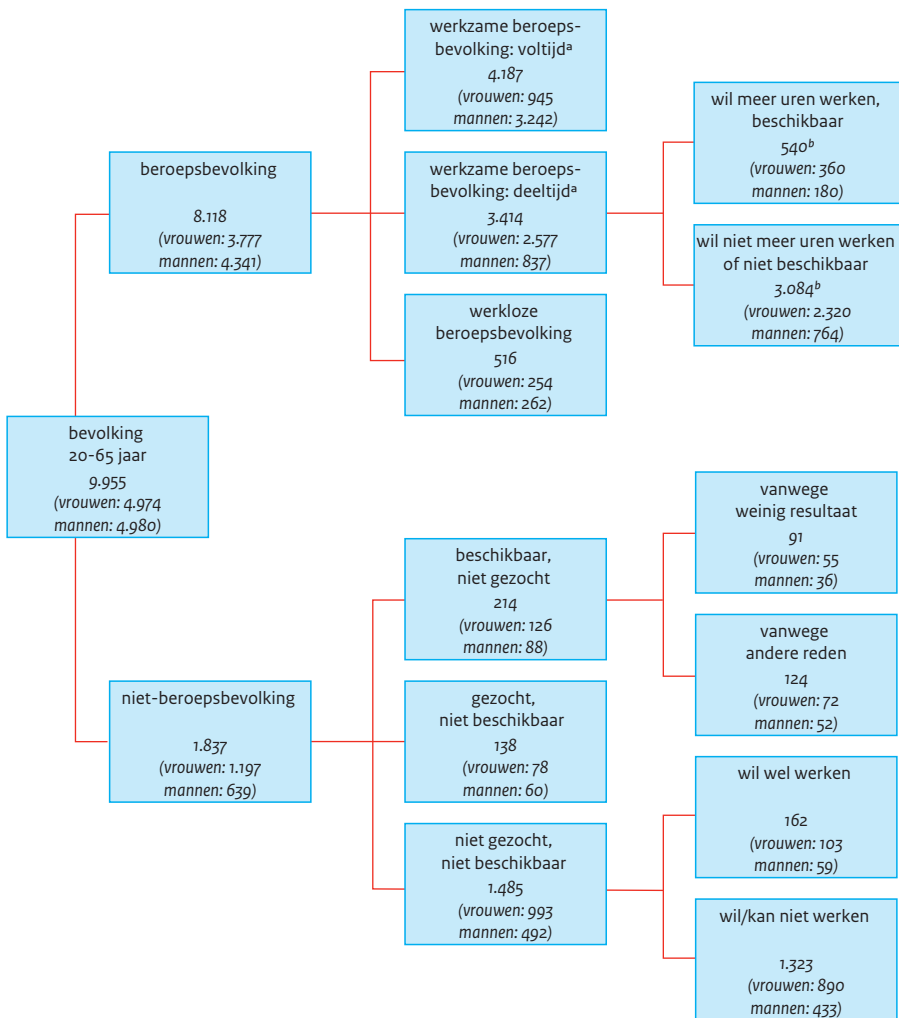 werkzame beroeps-
bevolking: voltijdᵃ
4.187
(vrouwen: 945
mannen: 3.242)
wil meer uren werken,
beschikbaar
540ᵇ
(vrouwen: 360
mannen: 180)
beroepsbevolking
8.118
(vrouwen: 3.777
mannen: 4.341)
werkzame beroeps-
bevolking: deeltijdᵃ
3.414
(vrouwen: 2.577
mannen: 837)
wil niet meer uren werken
of niet beschikbaar
3.084ᵇ
(vrouwen: 2.320
mannen: 764)
werkloze
beroepsbevolking
516
(vrouwen: 254
mannen: 262)
bevolking
20-65 jaar
9.955
(vrouwen: 4.974
mannen: 4.980)
vanwege
weinig resultaat
91
(vrouwen: 55
mannen: 36)
beschikbaar,
niet gezocht
214
(vrouwen: 126
mannen: 88)
vanwege
andere reden
124
(vrouwen: 72
mannen: 52)
niet-beroepsbevolking
1.837
(vrouwen: 1.197
mannen: 639)
gezocht,
niet beschikbaar
138
(vrouwen: 78
mannen: 60)
wil wel werken
162
(vrouwen: 103
mannen: 59)
niet gezocht,
niet beschikbaar
1.485
(vrouwen: 993
mannen: 492)
wil/kan niet werken
1.323
(vrouwen: 890
mannen: 433)